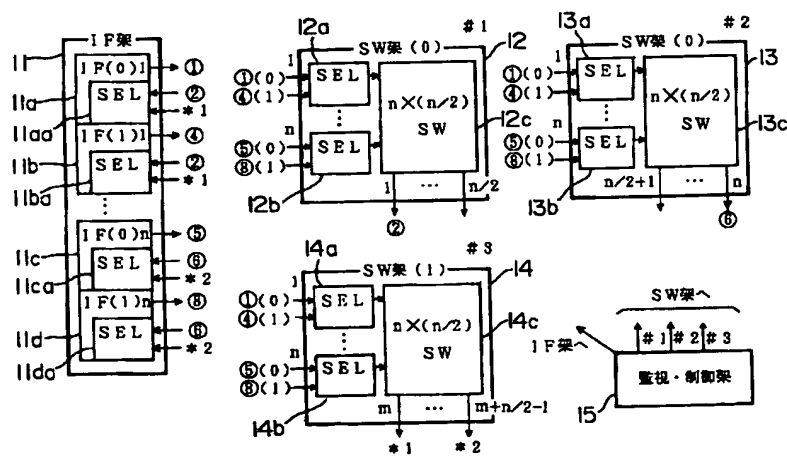 11
IF架
IF(0)1
①
11a
SEL
②
11aa
*1
IF(1)1
④
11b
SEL
②
11ba
*1
IF(0)n
⑤
11c
SEL
⑥
11ca
*2
IF(1)n
⑧
11d
SEL
⑥
11da
*2
12a
#1
SW架(0)
12
1
①(0)
④(1)
SEL
n×(n/2)
SW
12c
n
⑤(0)
⑧(1)
SEL
12b
1
…
n/2
②
13a
#2
SW架(0)
13
1
①(0)
④(1)
SEL
n×(n/2)
SW
13c
n
⑤(0)
⑧(1)
SEL
13b
n/2+1
…
n
⑥
14a
#3
SW架(1)
14
1
①(0)
④(1)
SEL
n×(n/2)
SW
14c
n
⑤(0)
⑧(1)
SEL
14b
m
…
m+n/2-1
*1
*2
SW架へ
IF架へ
#1
#2
#3
監視・制御架
15